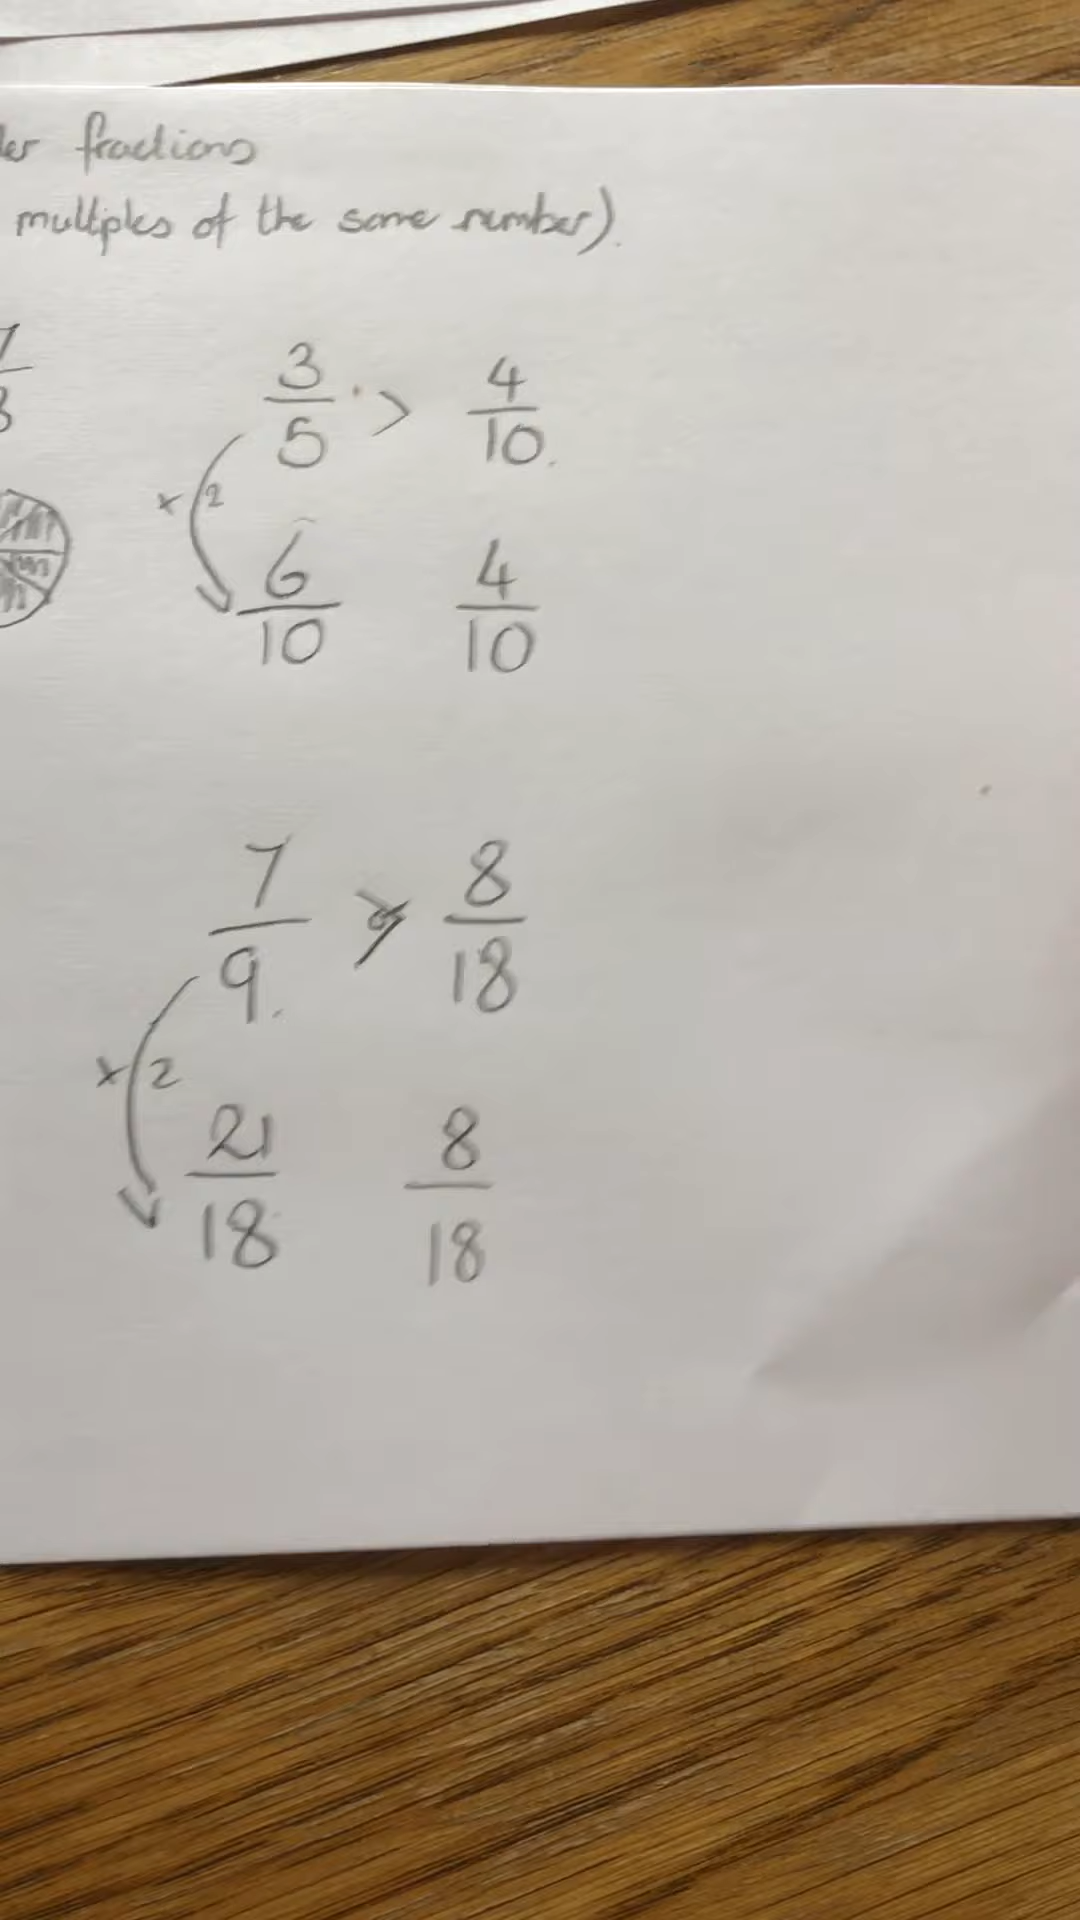 fractions
multiples of the same number).
3/5 > 4/10
× 2
6/10 4/10
7/9 > 8/18
× 2
21/18 8/18